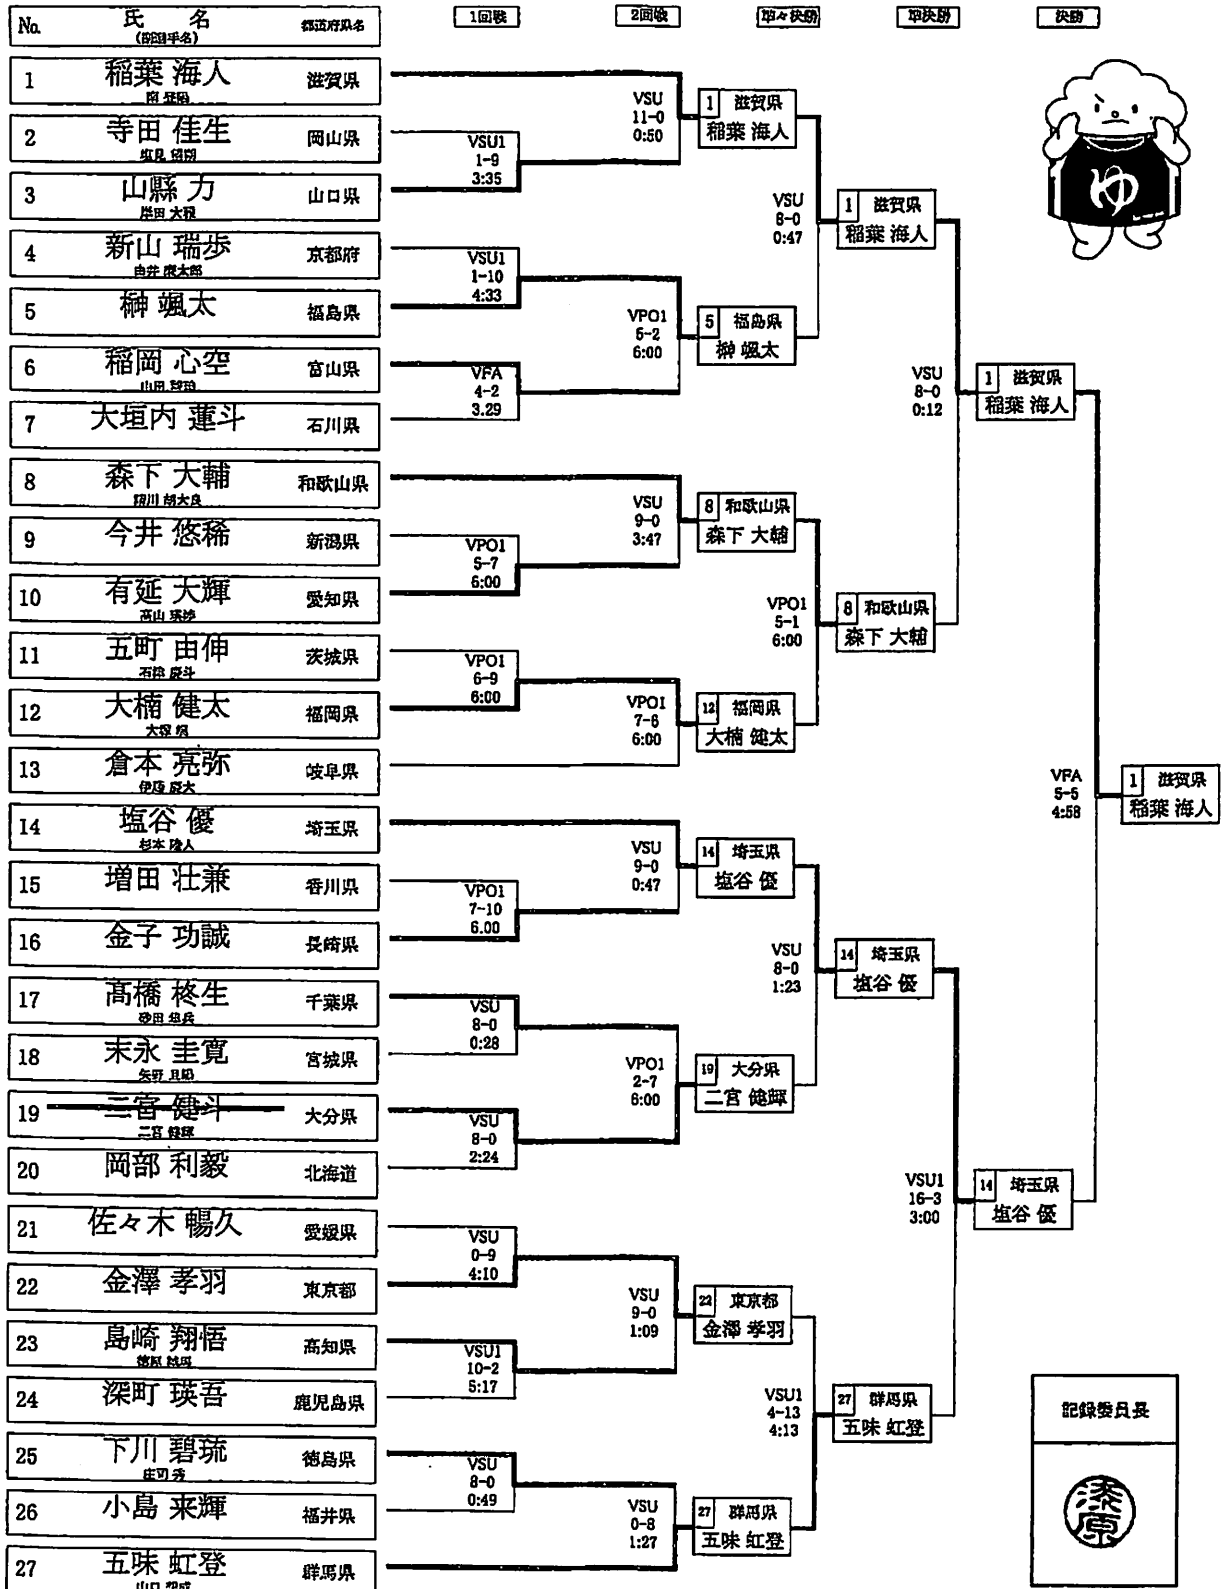 No. 氏 名 都道府県名 1回戦 2回戦 準々決勝 準決勝 決勝
1 稲葉 海人 滋賀県
2 寺田 佳生 岡山県
3 山縣 力 山口県
4 新山 瑞歩 京都府
5 榊 颯太 福島県
6 稲岡 心空 富山県
7 大垣内 蓮斗 石川県
8 森下 大輔 和歌山県
9 今井 悠稀 新潟県
10 有延 大輝 愛知県
11 五町 由伸 茨城県
12 大楠 健太 福岡県
13 倉本 亮弥 岐阜県
14 塩谷 優 埼玉県
杉本 隆人
15 増田 壮兼 香川県
16 金子 功誠 長崎県
17 髙橋 柊生 千葉県
18 末永 圭寛 宮城県
19 二宮 健斗 大分県
二宮 健輝
20 岡部 利毅 北海道
21 佐々木 暢久 愛媛県
22 金澤 孝羽 東京都
23 島崎 翔悟 高知県
24 深町 瑛吾 鹿児島県
25 下川 碧琉 徳島県
26 小島 来輝 福井県
27 五味 虹登 群馬県
VSU1
1-9
3:35
VSU1
1-10
4:33
VFA
4-2
3.29
VPO1
5-7
6:00
VPO1
6-9
6:00
VPO1
7-10
6.00
VSU
8-0
0:28
VSU
8-0
2:24
VSU
0-9
4:10
VSU1
10-2
5:17
VSU
8-0
0:49
VSU
11-0
0:50
VPO1
6-2
6:00
VSU
9-0
3:47
VPO1
7-6
6:00
VSU
9-0
0:47
VPO1
2-7
6:00
VSU
9-0
1:09
VSU
0-8
1:27
1 滋賀県
稲葉 海人
5 福島県
榊 颯太
8 和歌山県
森下 大輔
12 福岡県
大楠 健太
14 埼玉県
塩谷 優
19 大分県
二宮 健輝
22 東京都
金澤 孝羽
27 群馬県
五味 虹登
VSU
8-0
0:47
VPO1
5-1
6:00
VSU
8-0
1:23
VSU1
4-13
4:13
1 滋賀県
稲葉 海人
8 和歌山県
森下 大輔
14 埼玉県
塩谷 優
27 群馬県
五味 虹登
VSU
8-0
0:12
VSU1
16-3
3:00
1 滋賀県
稲葉 海人
14 埼玉県
塩谷 優
VFA
5-5
4:58
1 滋賀県
稲葉 海人
ゆ
記録委員長
漆原